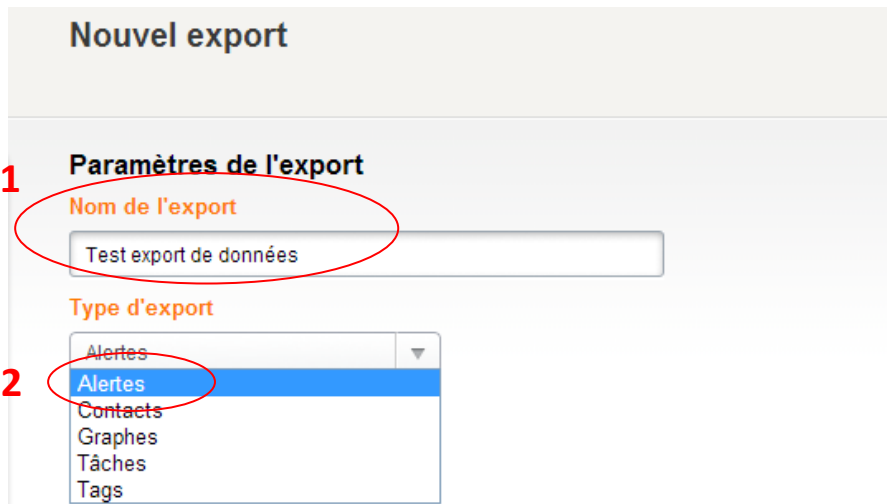 Nouvel export
Paramètres de l'export
1
Nom de l'export
Test export de données
Type d'export
Alertes
2
Alertes
Contacts
Graphes
Tâches
Tags